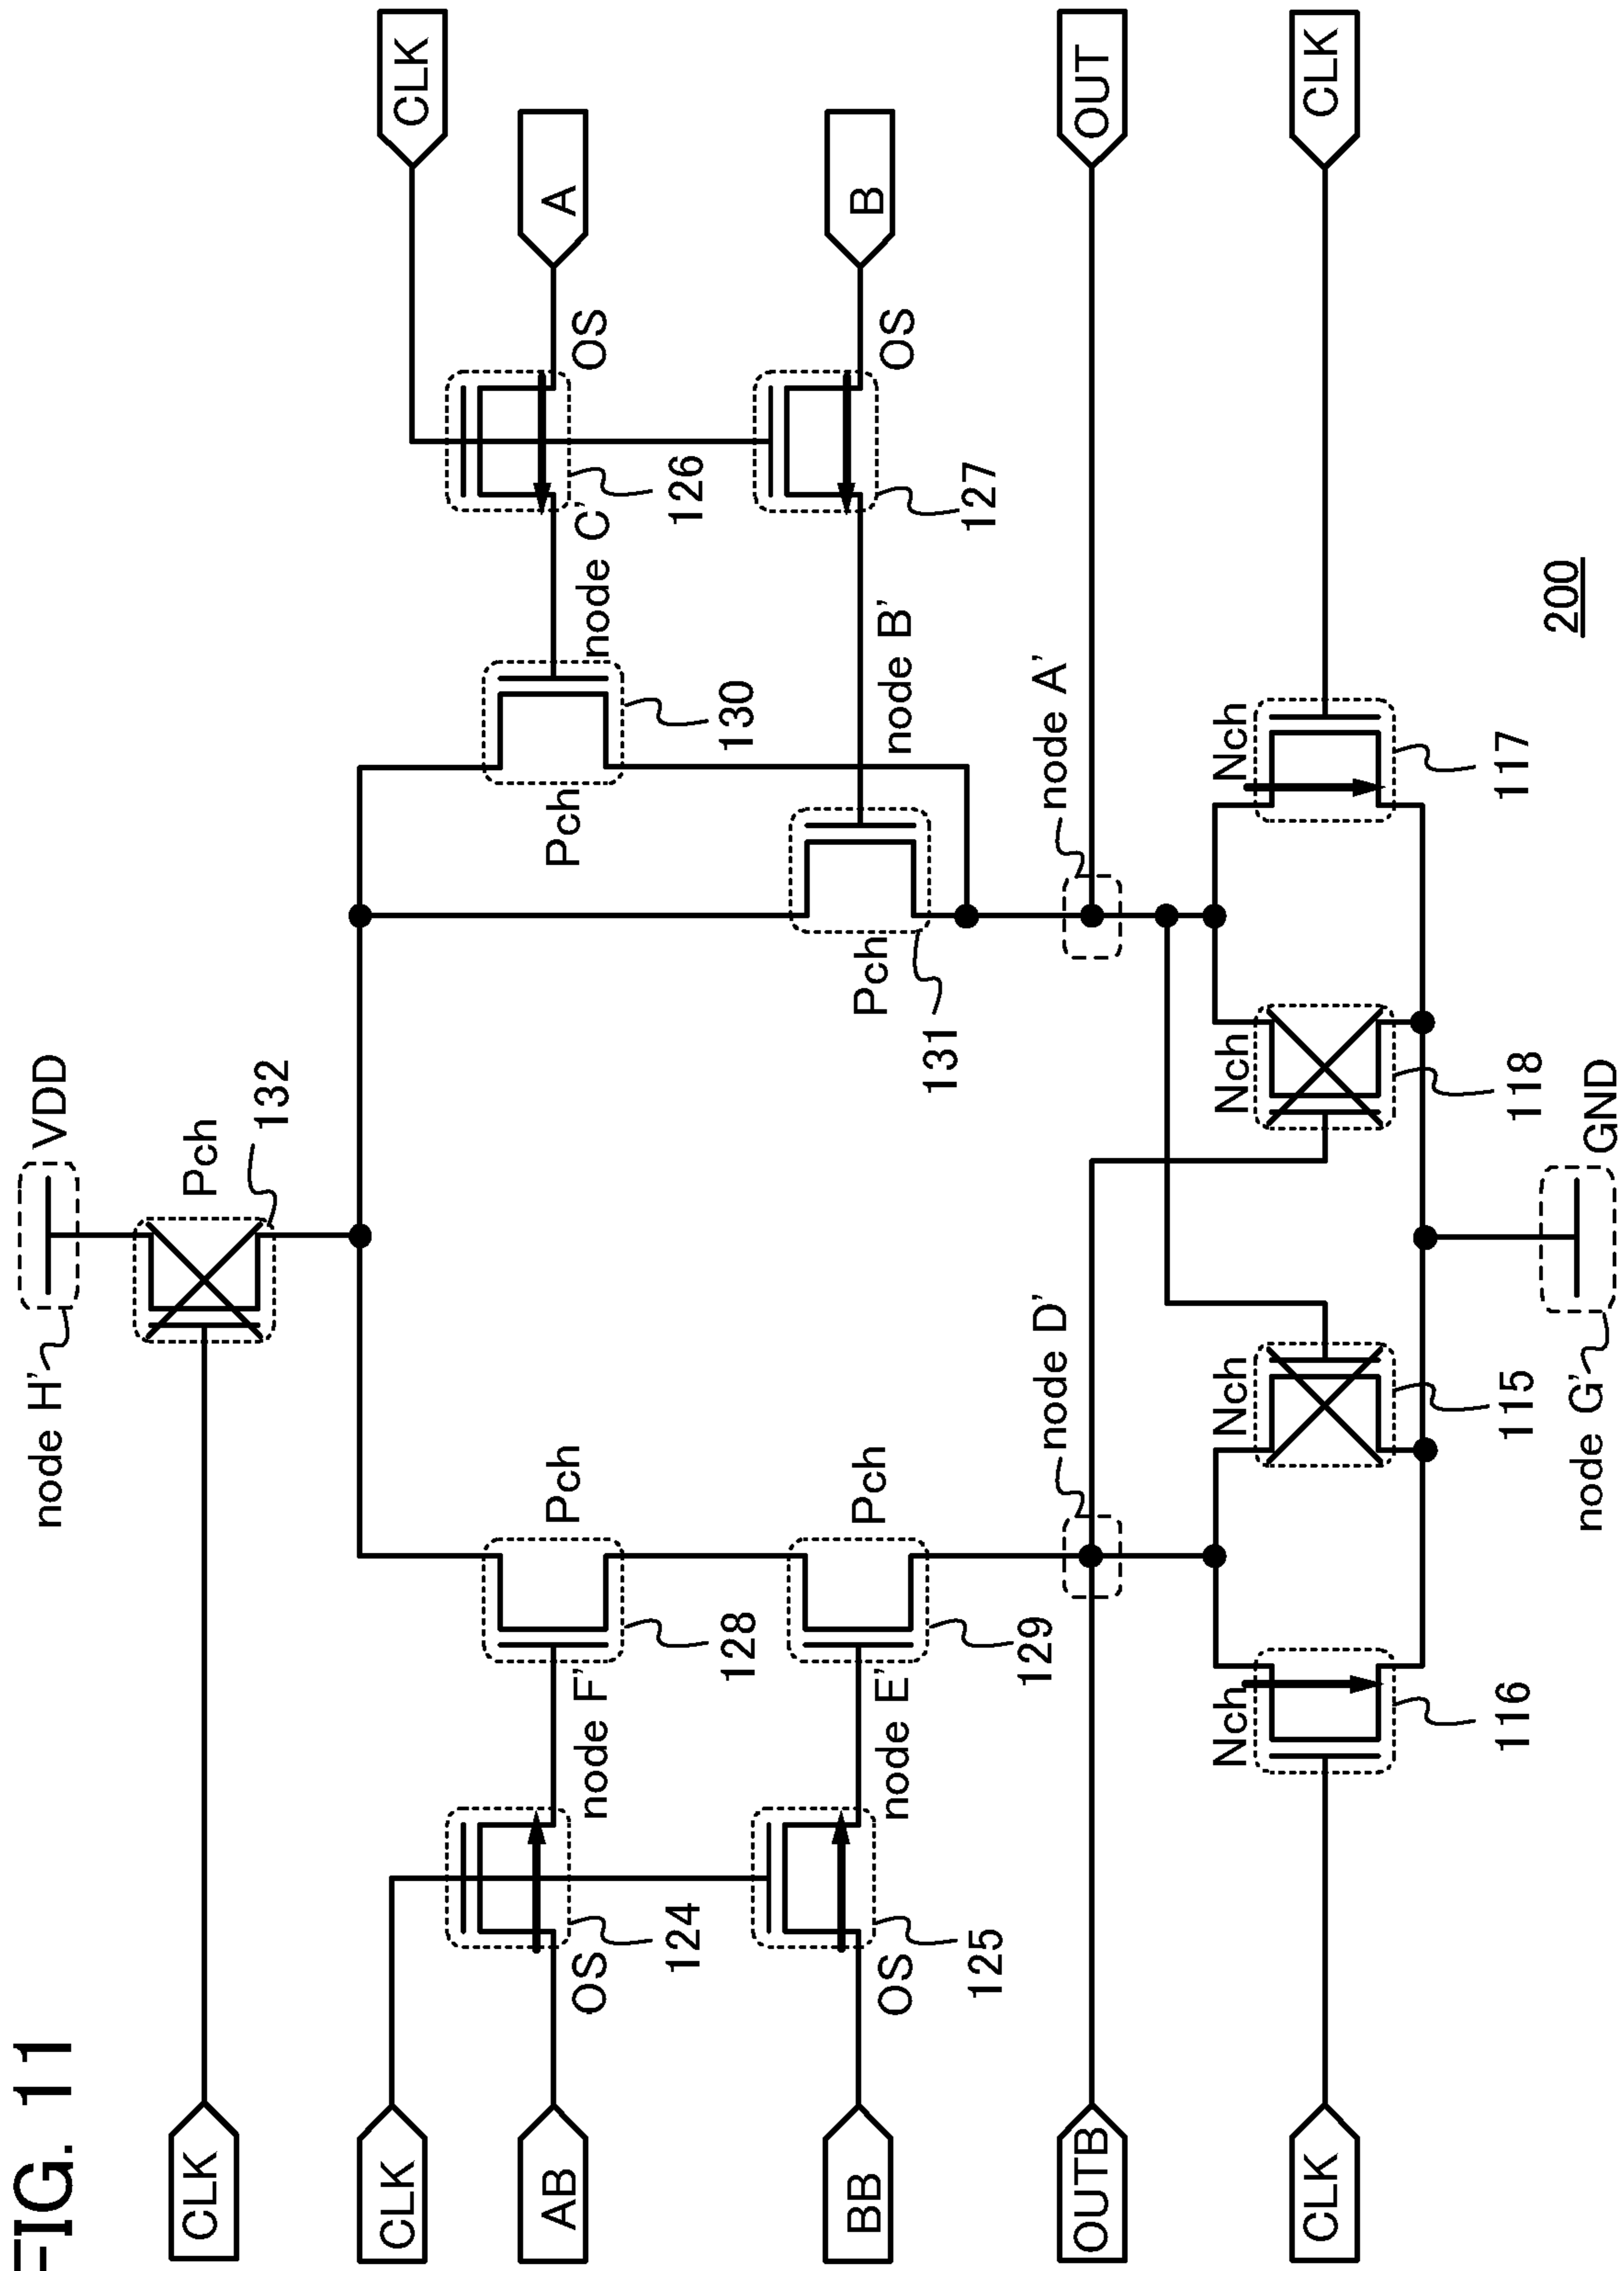 FIG. 11
node H'
VDD
CLK
Pch
132
CLK
CLK
AB
OS
124
node F'
Pch
128
Pch
130
node C'
126
OS
A
BB
OS
125
node E'
Pch
129
Pch
131
node B'
127
OS
B
OUTB
node D'
node A'
OUT
CLK
Nch
116
Nch
115
Nch
118
Nch
117
CLK
node G'
GND
200